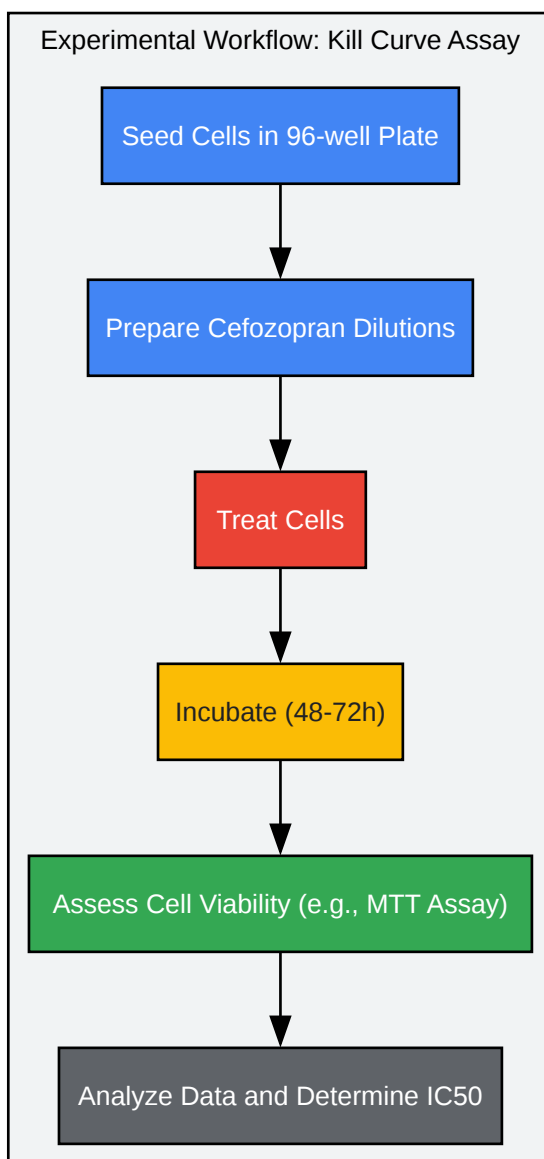 Experimental Workflow: Kill Curve Assay
Seed Cells in 96-well Plate
Prepare Cefozopran Dilutions
Treat Cells
Incubate (48-72h)
Assess Cell Viability (e.g., MTT Assay)
Analyze Data and Determine IC50